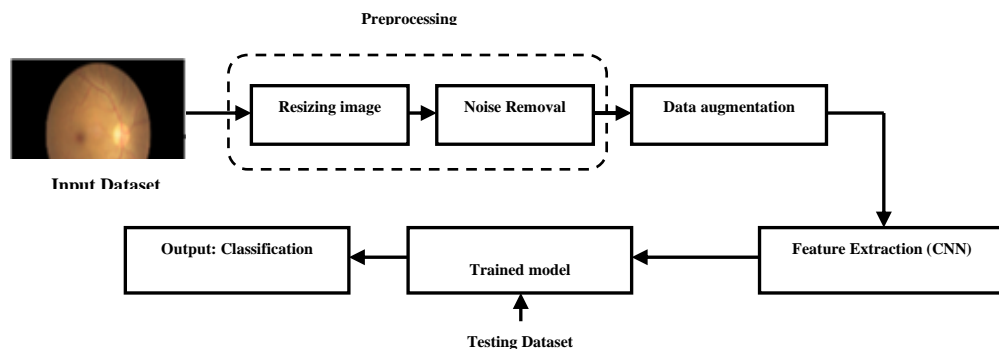 Preprocessing
Resizing image
Noise Removal
Data augmentation
Input Dataset
Output: Classification
Trained model
Feature Extraction (CNN)
Testing Dataset